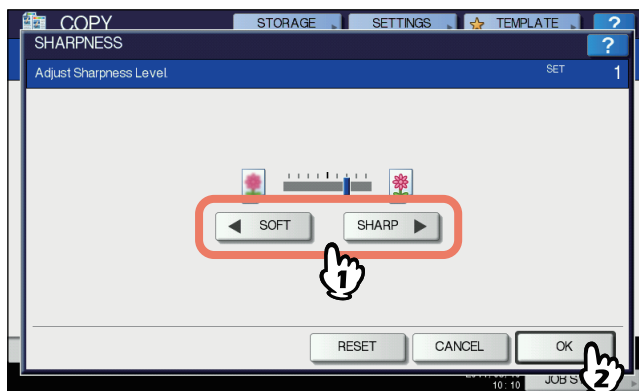 COPY STORAGE SETTINGS TEMPLATE ?
SHARPNESS ?
Adjust Sharpness Level. SET 1
SOFT SHARP
1
RESET CANCEL OK
2
10:10 JOB S